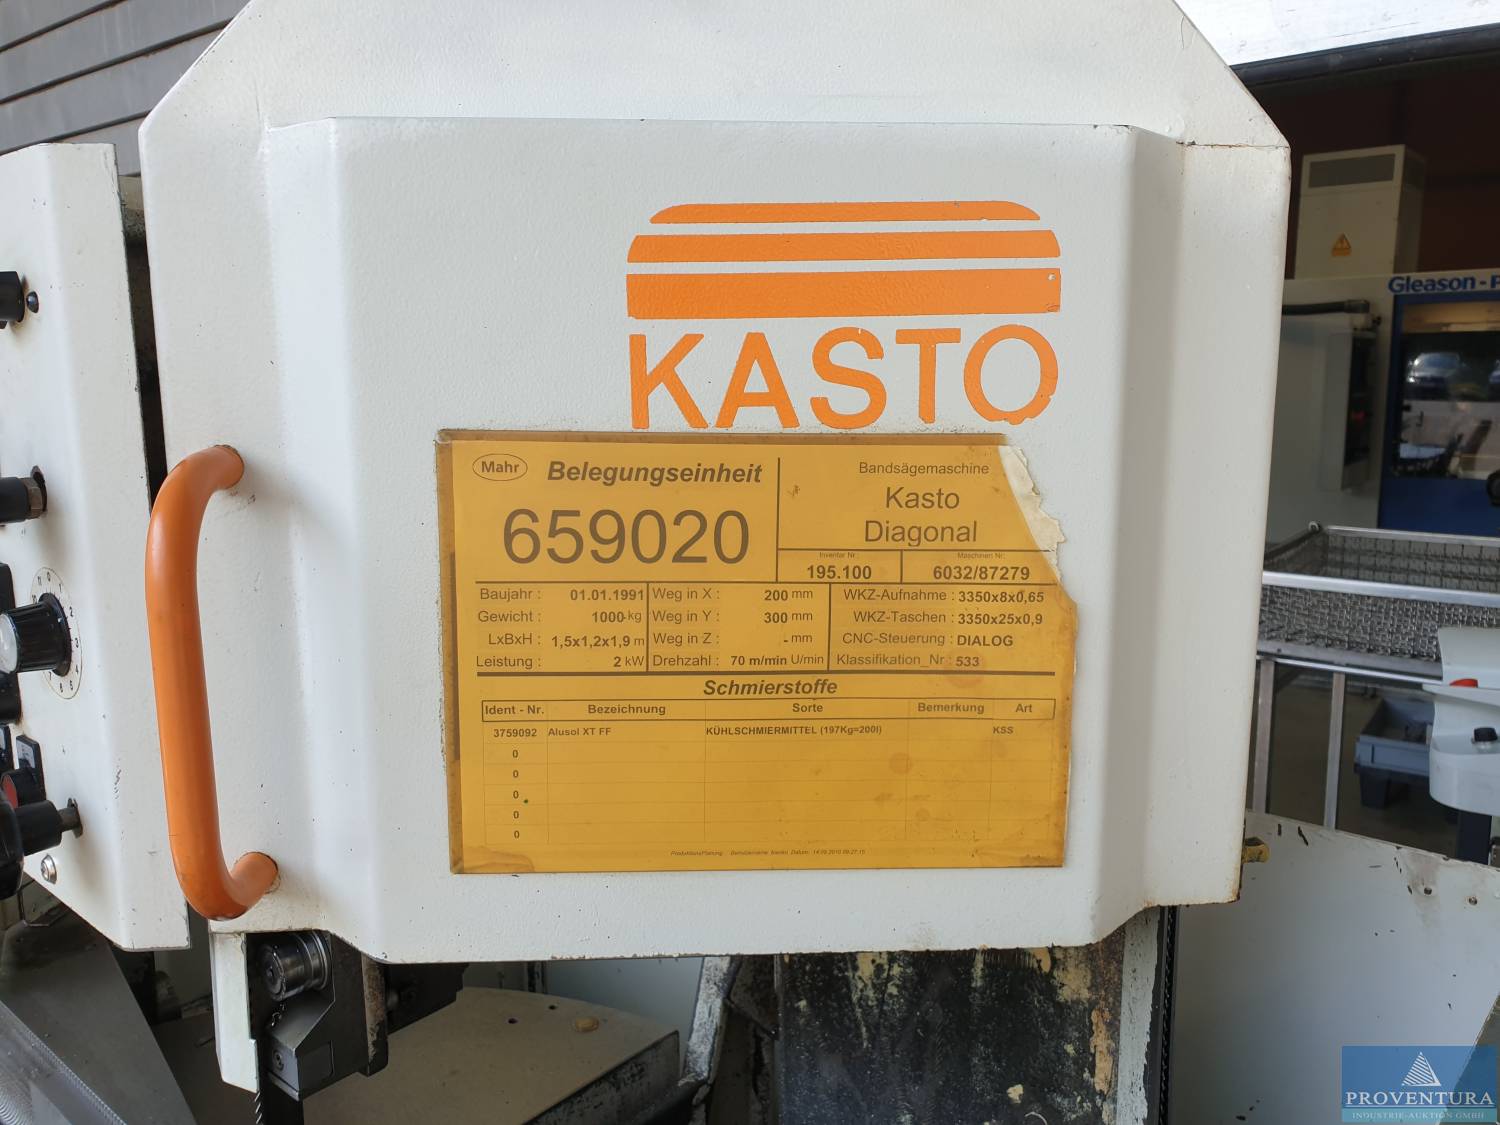 KASTO
Mahr
Belegungseinheit
659020
Bandsägemaschine
Kasto
Diagonal
Inventar Nr :
195.100
Maschinen Nr:
6032/87279
Baujahr : 01.01.1991
Gewicht : 1000 kg
LxBxH : 1,5x1,2x1,9 m
Leistung : 2 kW
Weg in X : 200 mm
Weg in Y : 300 mm
Weg in Z : - mm
Drehzahl : 70 m/min U/min
WKZ-Aufnahme : 3350x8x0,65
WKZ-Taschen : 3350x25x0,9
CNC-Steuerung : DIALOG
Klassifikation_Nr : 533
Schmierstoffe
Ident - Nr. Bezeichnung Sorte Bemerkung Art
3759092 Alusol XT FF KÜHLSCHMIERMITTEL (197Kg=200l) KSS
0
0
0
0
0
Gleason - P
PROVENTURA
INDUSTRIE-AUKTION GMBH